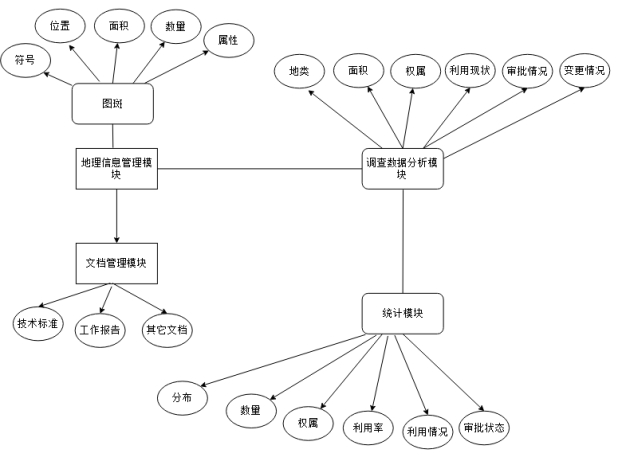 位置
面积
数量
属性
符号
图斑
地类
面积
权属
利用现状
审批情况
变更情况
地理信息管理模
块
调查数据分析模
块
文档管理模块
技术标准
工作报告
其它文档
统计模块
分布
数量
权属
利用率
利用情况
审批状态